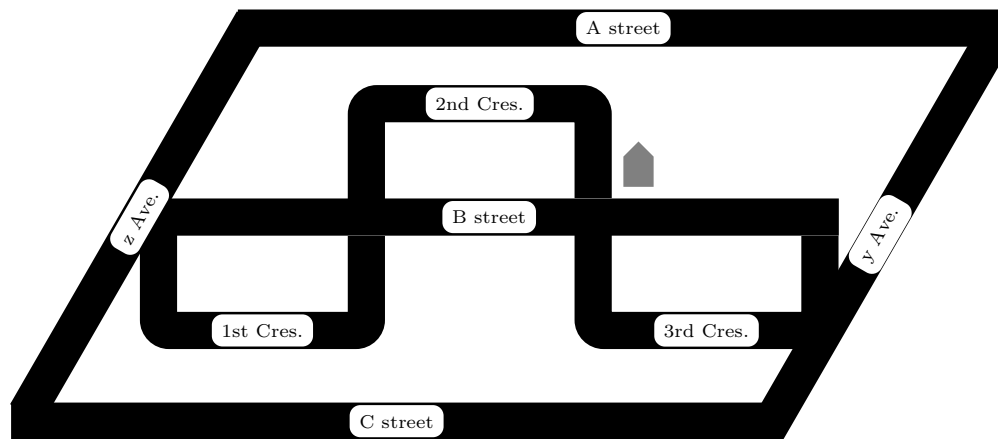 A street
2nd Cres.
z Ave.
B street
y Ave.
1st Cres.
3rd Cres.
C street